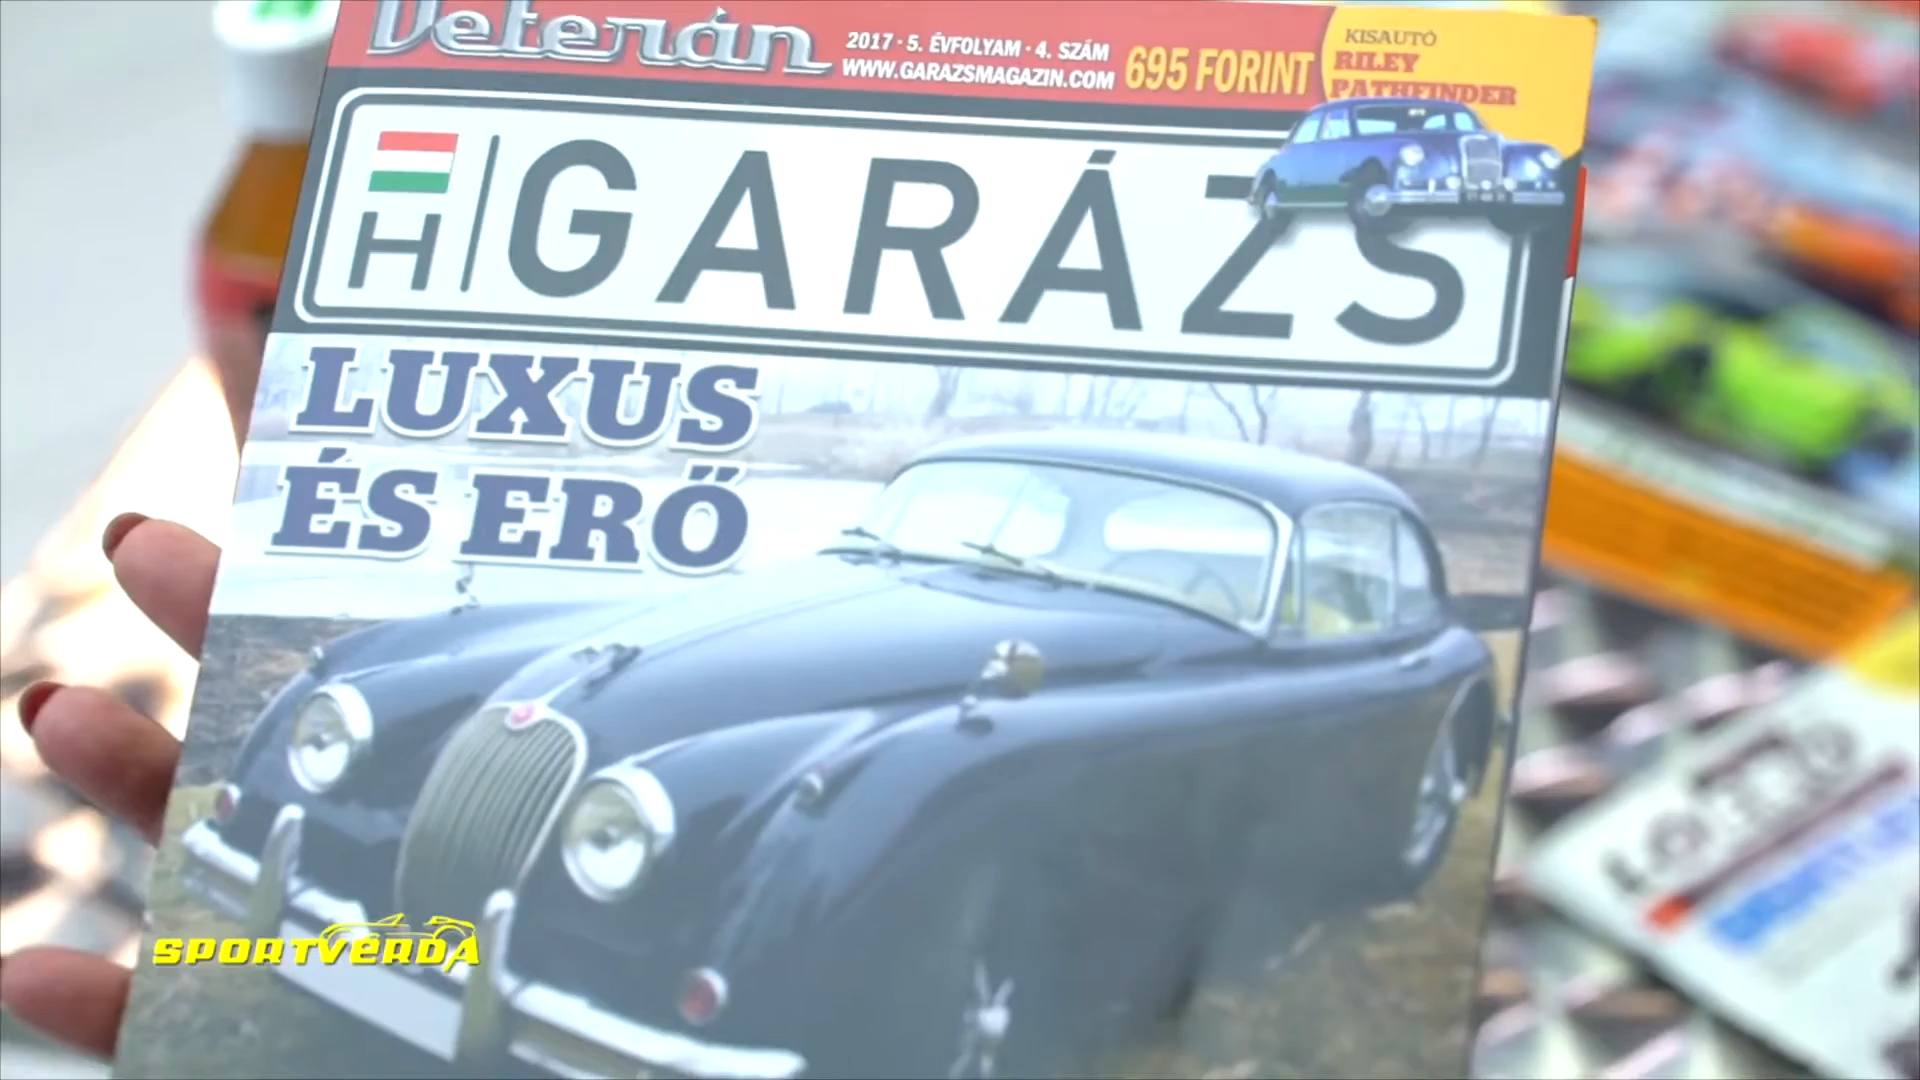 Veterán
2017 · 5. ÉVFOLYAM · 4. SZÁM
WWW.GARAZSMAGAZIN.COM
695 FORINT
KISAUTÓ
RILEY
PATHFINDER
H
GARÁZS
LUXUS
ÉS ERŐ
SPORTVERDA